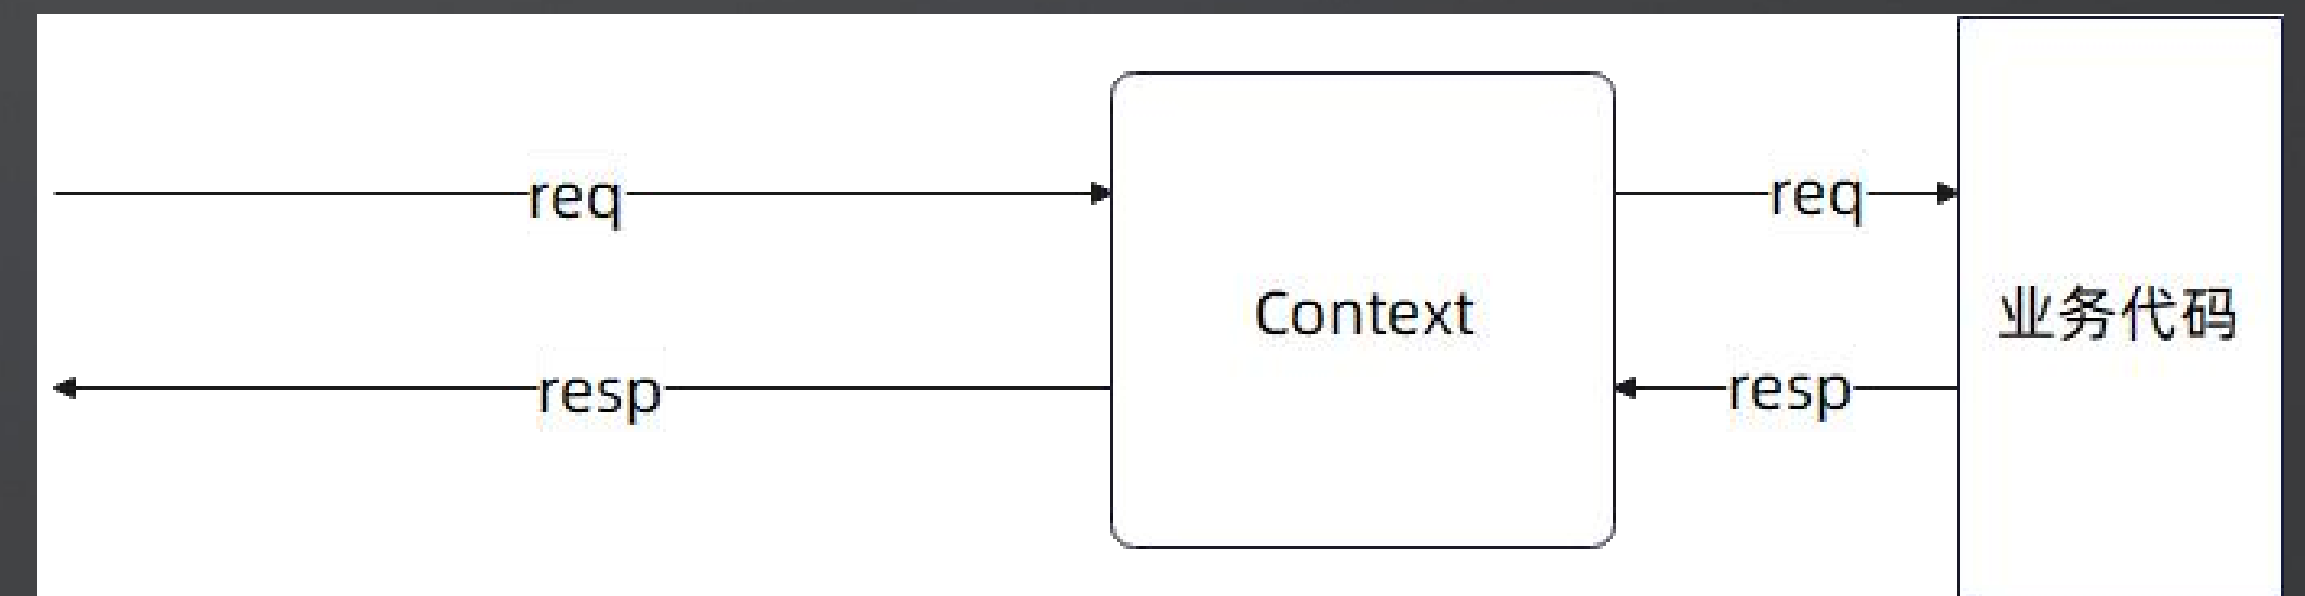 req
req
Context
业务代码
resp
resp